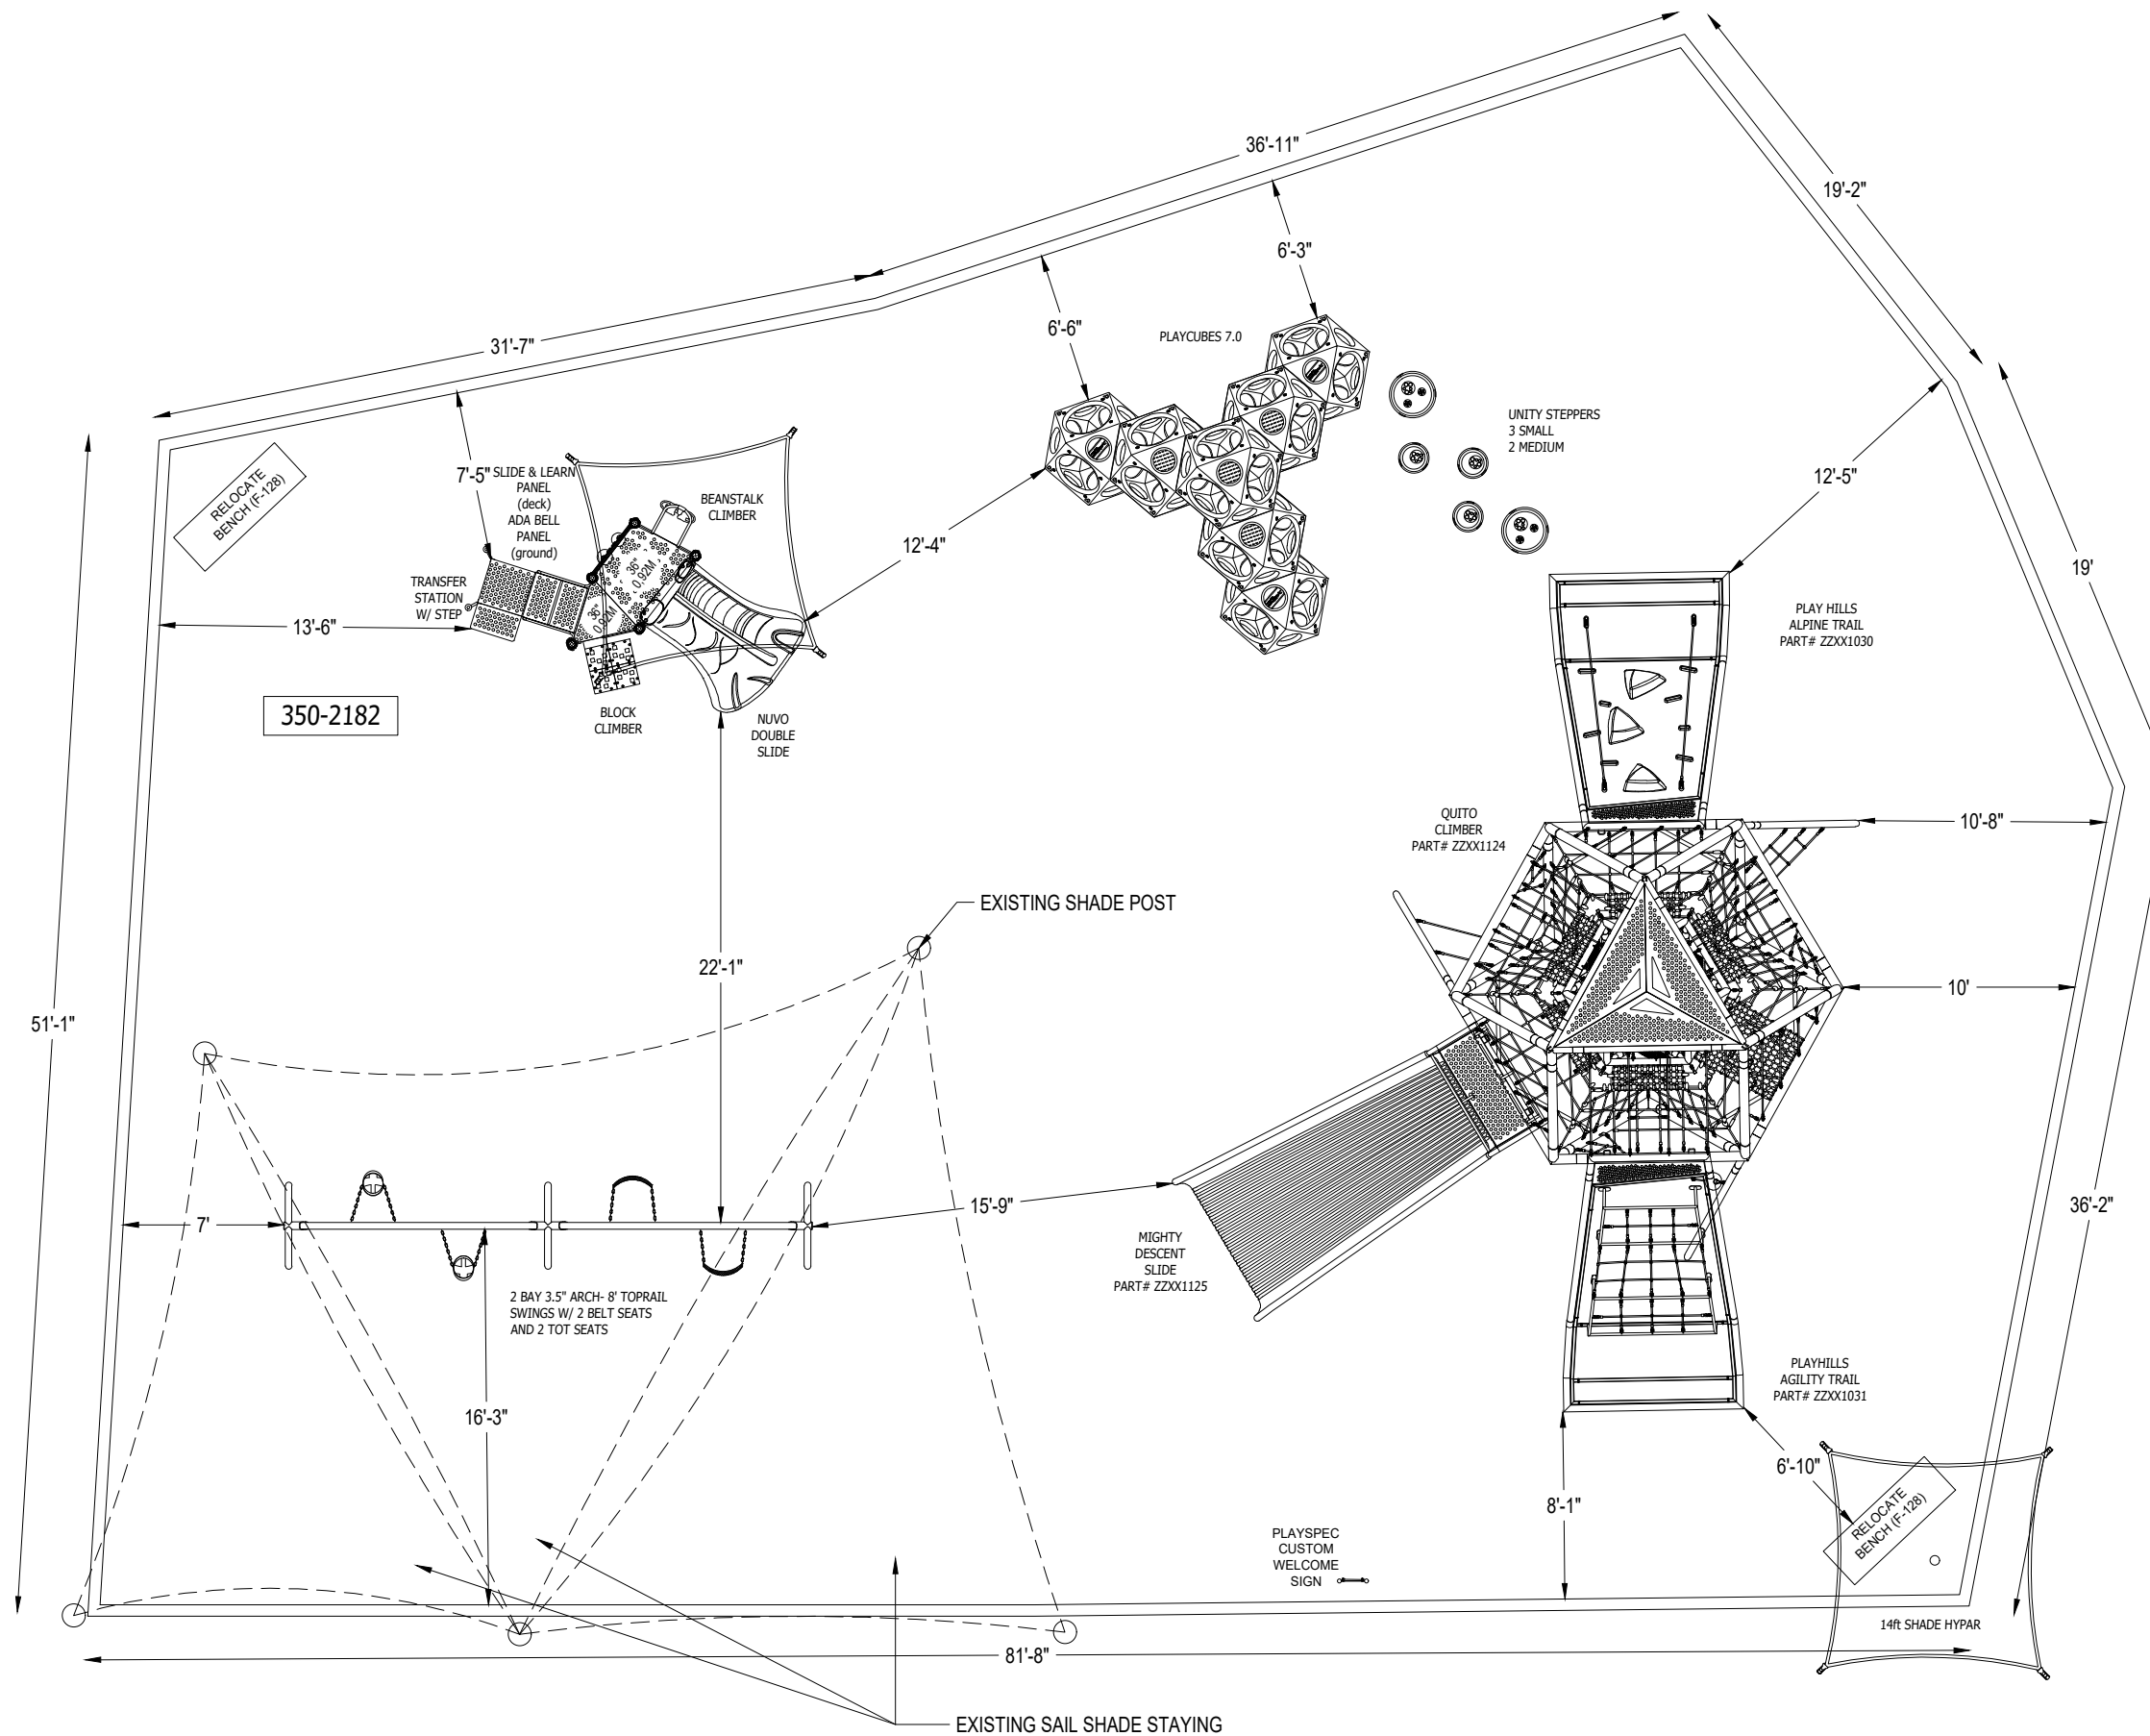 36'-11"
19'-2"
6'-3"
31'-7"
6'-6"
PLAYCUBES 7.0
UNITY STEPPERS
3 SMALL
2 MEDIUM
12'-5"
19'
RELOCATE
BENCH (F-128)
7'-5"
SLIDE & LEARN
PANEL
(deck)
ADA BELL
PANEL
(ground)
BEANSTALK
CLIMBER
12'-4"
36"
0,92M
36"
0,92M
TRANSFER
STATION
W/ STEP
13'-6"
PLAY HILLS
ALPINE TRAIL
PART# ZZXX1030
350-2182
BLOCK
CLIMBER
NUVO
DOUBLE
SLIDE
QUITO
CLIMBER
PART# ZZXX1124
10'-8"
EXISTING SHADE POST
22'-1"
10'
51'-1"
7'
15'-9"
36'-2"
MIGHTY
DESCENT
SLIDE
PART# ZZXX1125
2 BAY 3.5" ARCH- 8' TOPRAIL
SWINGS W/ 2 BELT SEATS
AND 2 TOT SEATS
PLAYHILLS
AGILITY TRAIL
PART# ZZXX1031
16'-3"
6'-10"
8'-1"
RELOCATE
BENCH (F-128)
PLAYSPEC
CUSTOM
WELCOME
SIGN
14ft SHADE HYPAR
81'-8"
EXISTING SAIL SHADE STAYING